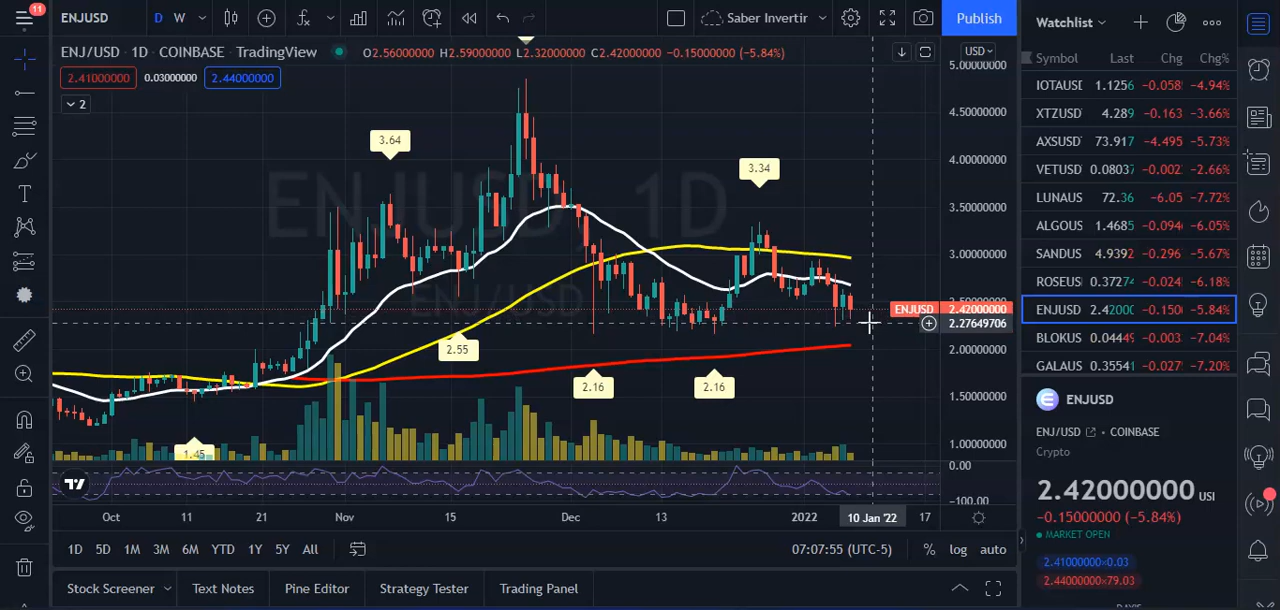 11
ENJUSD
D W
Saber Invertir
Publish
Watchlist
ENJ/USD • 1D • COINBASE • TradingView
O2.56000000 H2.59000000 L2.32000000 C2.42000000 -0.15000000 (-5.84%)
2.41000000 0.03000000 2.44000000
2
USD
5.00000000
4.50000000
4.00000000
3.50000000
3.00000000
2.42000000
2.27649706
2.00000000
1.50000000
1.00000000
0.00
-100.00
ENJUSD
ENJUSD, 1D
ENJ/USD
3.64
3.34
2.55
2.16
2.16
1.45
Oct 11 21 Nov 15 Dec 13 2022 10 Jan '22 17
1D 5D 1M 3M 6M YTD 1Y 5Y All
07:07:55 (UTC-5) % log auto
Stock Screener Text Notes Pine Editor Strategy Tester Trading Panel
Symbol Last Chg Chg%
IOTAUSD 1.1256 -0.058 -4.94%
XTZUSD 4.289 -0.163 -3.66%
AXSUSD 73.917 -4.495 -5.73%
VETUSD 0.0803 -0.002 -2.66%
LUNAUS 72.36 -6.05 -7.72%
ALGOUS 1.4685 -0.094 -6.05%
SANDUS 4.9392 -0.296 -5.67%
ROSEUS 0.3727 -0.024 -6.18%
ENJUSD 2.4200 -0.150 -5.84%
BLOKUS 0.044 -0.003 -7.04%
GALAUS 0.3554 -0.027 -7.20%
ENJUSD
ENJ/USD • COINBASE
Crypto
2.42000000 USD
-0.15000000 (-5.84%)
MARKET OPEN
2.41000000×0.03
2.44000000×79.03